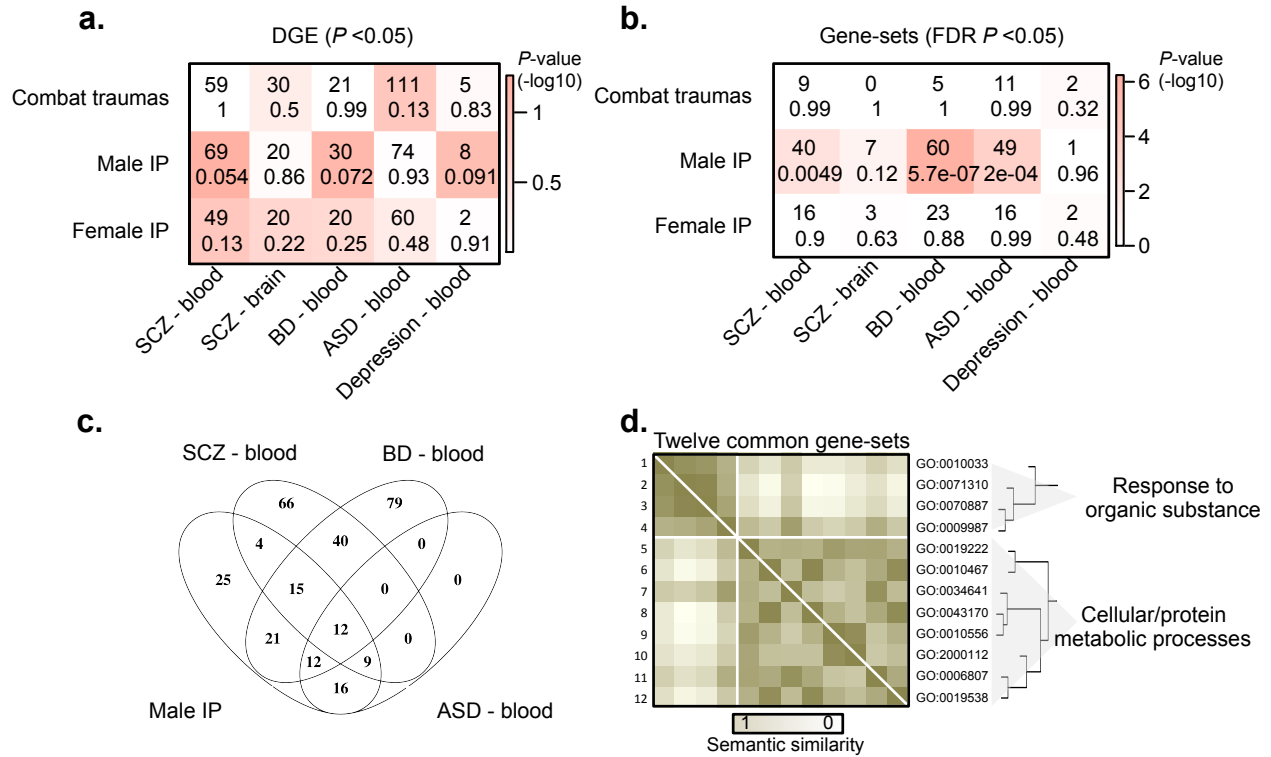 a.
DGE (P <0.05)
P-value
(-log10)
Combat traumas
59 30 21 111 5
1 0.5 0.99 0.13 0.83
Male IP
69 20 30 74 8
0.054 0.86 0.072 0.93 0.091
Female IP
49 20 20 60 2
0.13 0.22 0.25 0.48 0.91
1
0.5
SCZ - blood
SCZ - brain
BD - blood
ASD - blood
Depression - blood
b.
Gene-sets (FDR P <0.05)
P-value
(-log10)
Combat traumas
9 0 5 11 2
0.99 1 1 0.99 0.32
Male IP
40 7 60 49 1
0.0049 0.12 5.7e-07 2e-04 0.96
Female IP
16 3 23 16 2
0.9 0.63 0.88 0.99 0.48
6
4
2
0
SCZ - blood
SCZ - brain
BD - blood
ASD - blood
Depression - blood
c.
SCZ - blood BD - blood
66 79
4 40 0
25 15 0 0
21 12 0
12 9
16
Male IP ASD - blood
d.
Twelve common gene-sets
1 GO:0010033
2 GO:0071310
3 GO:0070887
4 GO:0009987
5 GO:0019222
6 GO:0010467
7 GO:0034641
8 GO:0043170
9 GO:0010556
10 GO:2000112
11 GO:0006807
12 GO:0019538
Response to
organic substance
Cellular/protein
metabolic processes
1 0
Semantic similarity